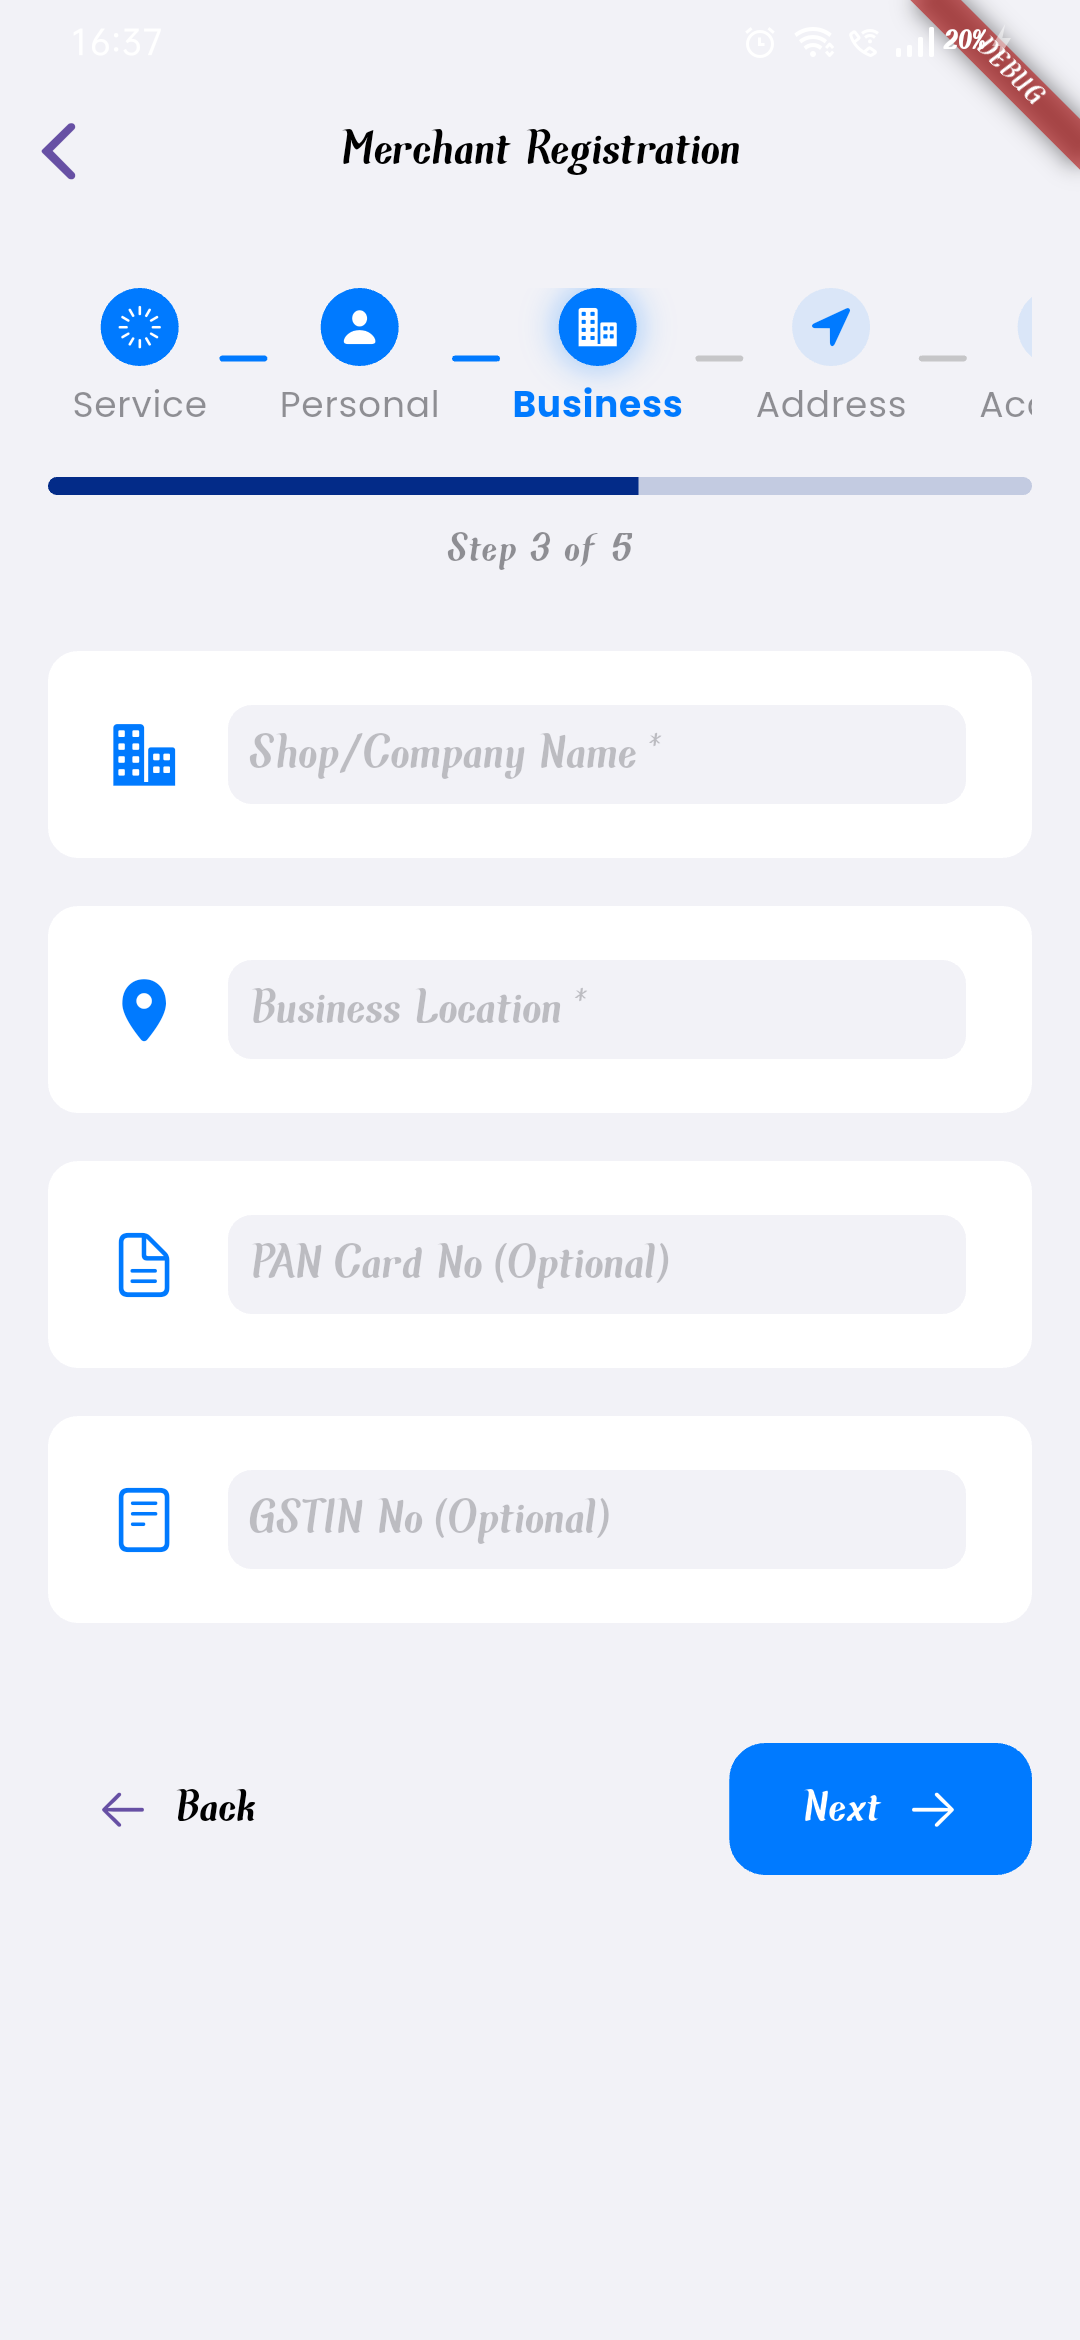 16:37
20%
DEBUG
Merchant Registration
Service
Personal
Business
Address
Step 3 of 5
Shop/Company Name *
Business Location *
PAN Card No (Optional)
GSTIN No (Optional)
Back
Next